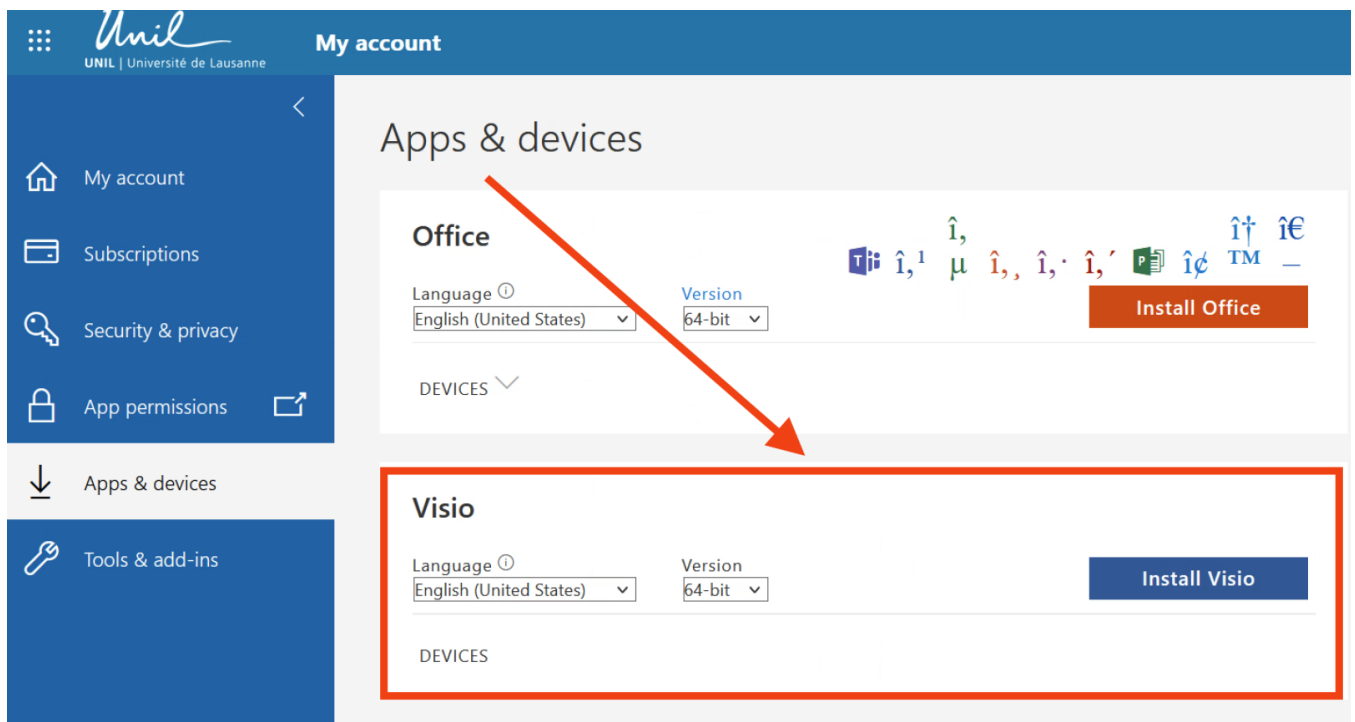 Unil
UNIL | Université de Lausanne
My account
My account
Subscriptions
Security & privacy
App permissions
Apps & devices
Tools & add-ins
Apps & devices
Office
î‚¹ î‚µ î‚¸ î‚· î‚´ î¢ î†™ î€–
Language
Version
English (United States)
64-bit
Install Office
DEVICES
Visio
Language
Version
English (United States)
64-bit
Install Visio
DEVICES